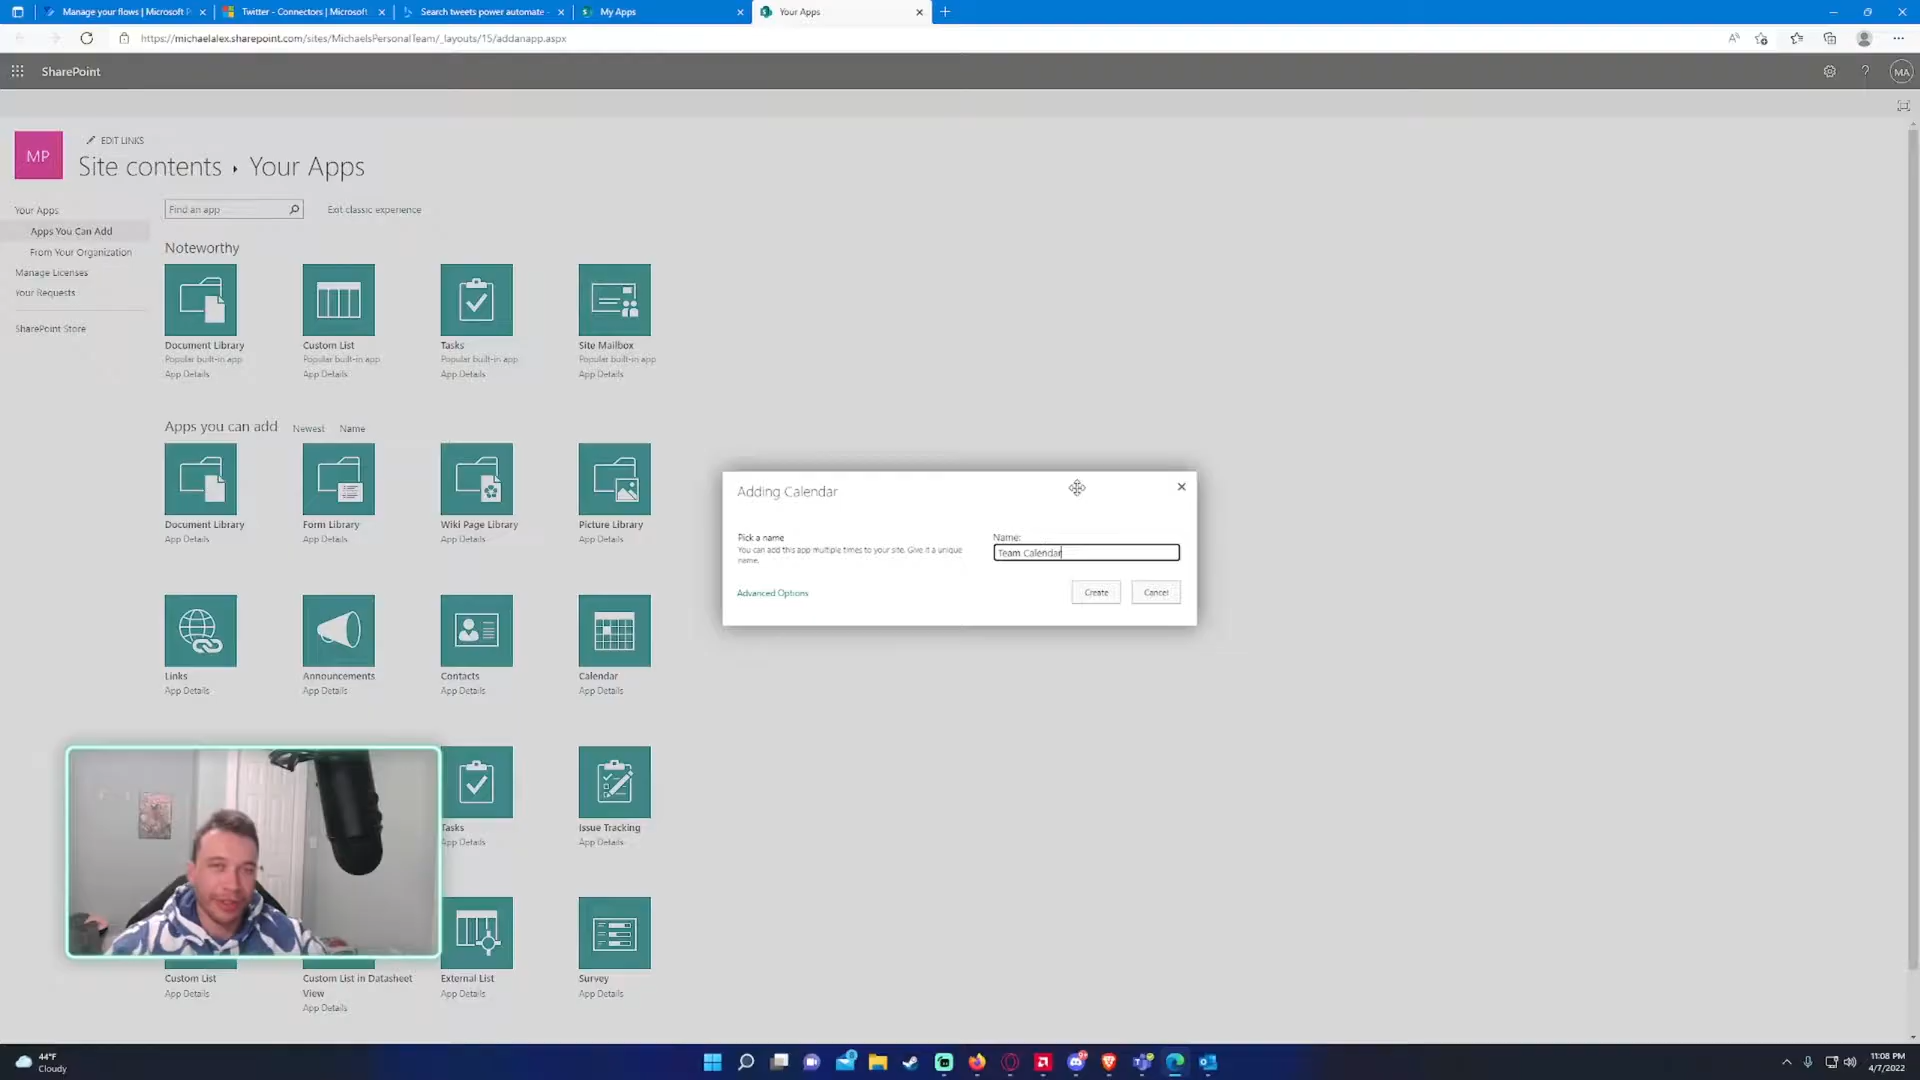 Manage your flows | Microsoft P
Twitter - Connectors | Microsoft
Search tweets power automate -
My Apps
Your Apps
https://michaelalex.sharepoint.com/sites/MichaelsPersonalTeam/_layouts/15/addanapp.aspx
SharePoint
MA
EDIT LINKS
MP
Site contents ▸ Your Apps
Your Apps
Apps You Can Add
From Your Organization
Manage Licenses
Your Requests
SharePoint Store
Find an app
Exit classic experience
Noteworthy
Document Library
Popular built-in app
App Details
Custom List
Popular built-in app
App Details
Tasks
Popular built-in app
App Details
Site Mailbox
Popular built-in app
App Details
Apps you can add
Newest
Name
Document Library
App Details
Form Library
App Details
Wiki Page Library
App Details
Picture Library
App Details
Links
App Details
Announcements
App Details
Contacts
App Details
Calendar
App Details
Tasks
App Details
Issue Tracking
App Details
Custom List
App Details
Custom List in Datasheet
View
App Details
External List
App Details
Survey
App Details
Adding Calendar
Pick a name
You can add this app multiple times to your site. Give it a unique
name.
Name:
Team Calendar
Advanced Options
Create
Cancel
44°F
Cloudy
11:08 PM
4/7/2022